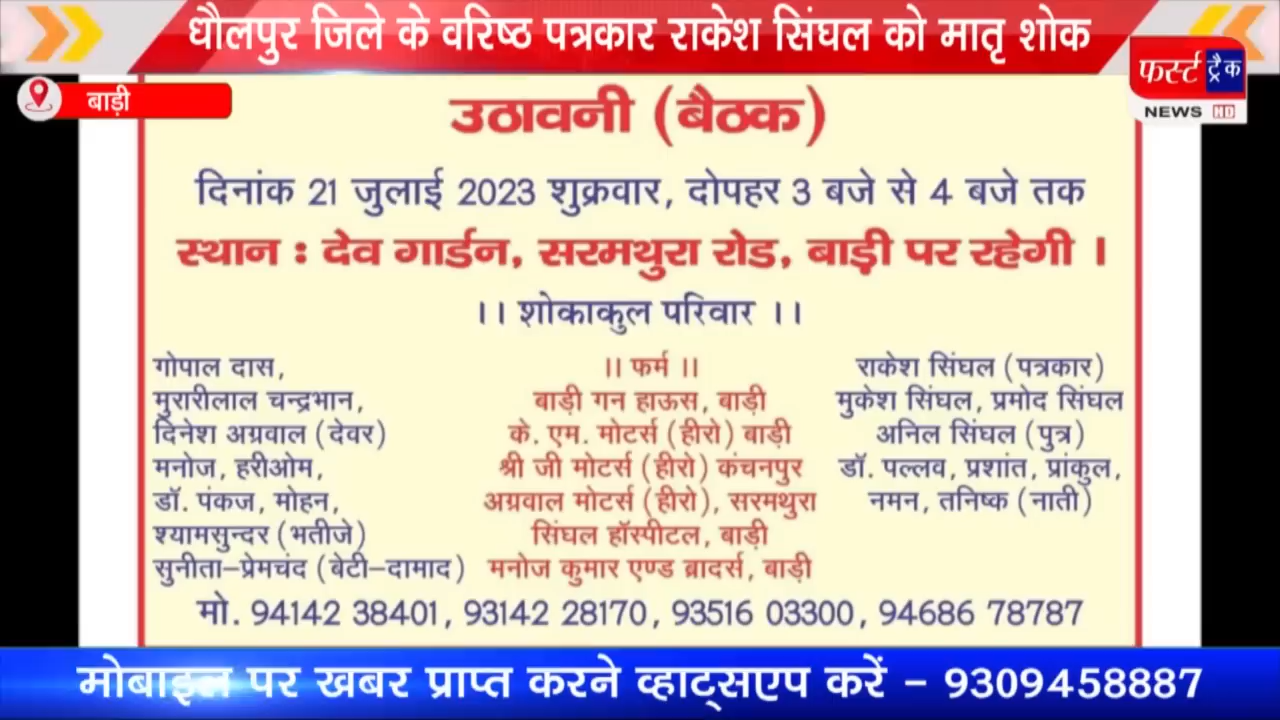 धौलपुर जिले के वरिष्ठ पत्रकार राकेश सिंघल को मातृ शोक
फर्स्ट ट्रैक
NEWS HD
बाड़ी
उठावनी (बैठक)
दिनांक 21 जुलाई 2023 शुक्रवार, दोपहर 3 बजे से 4 बजे तक
स्थान : देव गार्डन, सरमथुरा रोड, बाड़ी पर रहेगी ।
।। शोकाकुल परिवार ।।
गोपाल दास,
मुरारीलाल चन्द्रभान,
दिनेश अग्रवाल (देवर)
मनोज, हरीओम,
डॉ. पंकज, मोहन,
श्यामसुन्दर (भतीजे)
सुनीता-प्रेमचंद (बेटी-दामाद)
।। फर्म ।।
बाड़ी गन हाऊस, बाड़ी
के. एम. मोटर्स (हीरो) बाड़ी
श्री जी मोटर्स (हीरो) कंचनपुर
अग्रवाल मोटर्स (हीरो), सरमथुरा
सिंघल हॉस्पीटल, बाड़ी
मनोज कुमार एण्ड ब्रादर्स, बाड़ी
राकेश सिंघल (पत्रकार)
मुकेश सिंघल, प्रमोद सिंघल
अनिल सिंघल (पुत्र)
डॉ. पल्लव, प्रशांत, प्रांकुल,
नमन, तनिष्क (नाती)
मो. 94142 38401, 93142 28170, 93516 03300, 94686 78787
मोबाइल पर खबर प्राप्त करने व्हाट्सएप करें - 9309458887